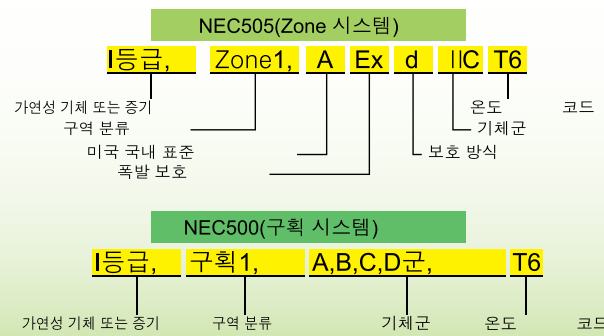 NEC505(Zone 시스템)
I등급, Zone1, A Ex d IIC T6
가연성 기체 또는 증기 온도 코드
구역 분류 기체군
미국 국내 표준 보호 방식
폭발 보호
NEC500(구획 시스템)
I등급, 구획1, A,B,C,D군, T6
가연성 기체 또는 증기 구역 분류 기체군 온도 코드